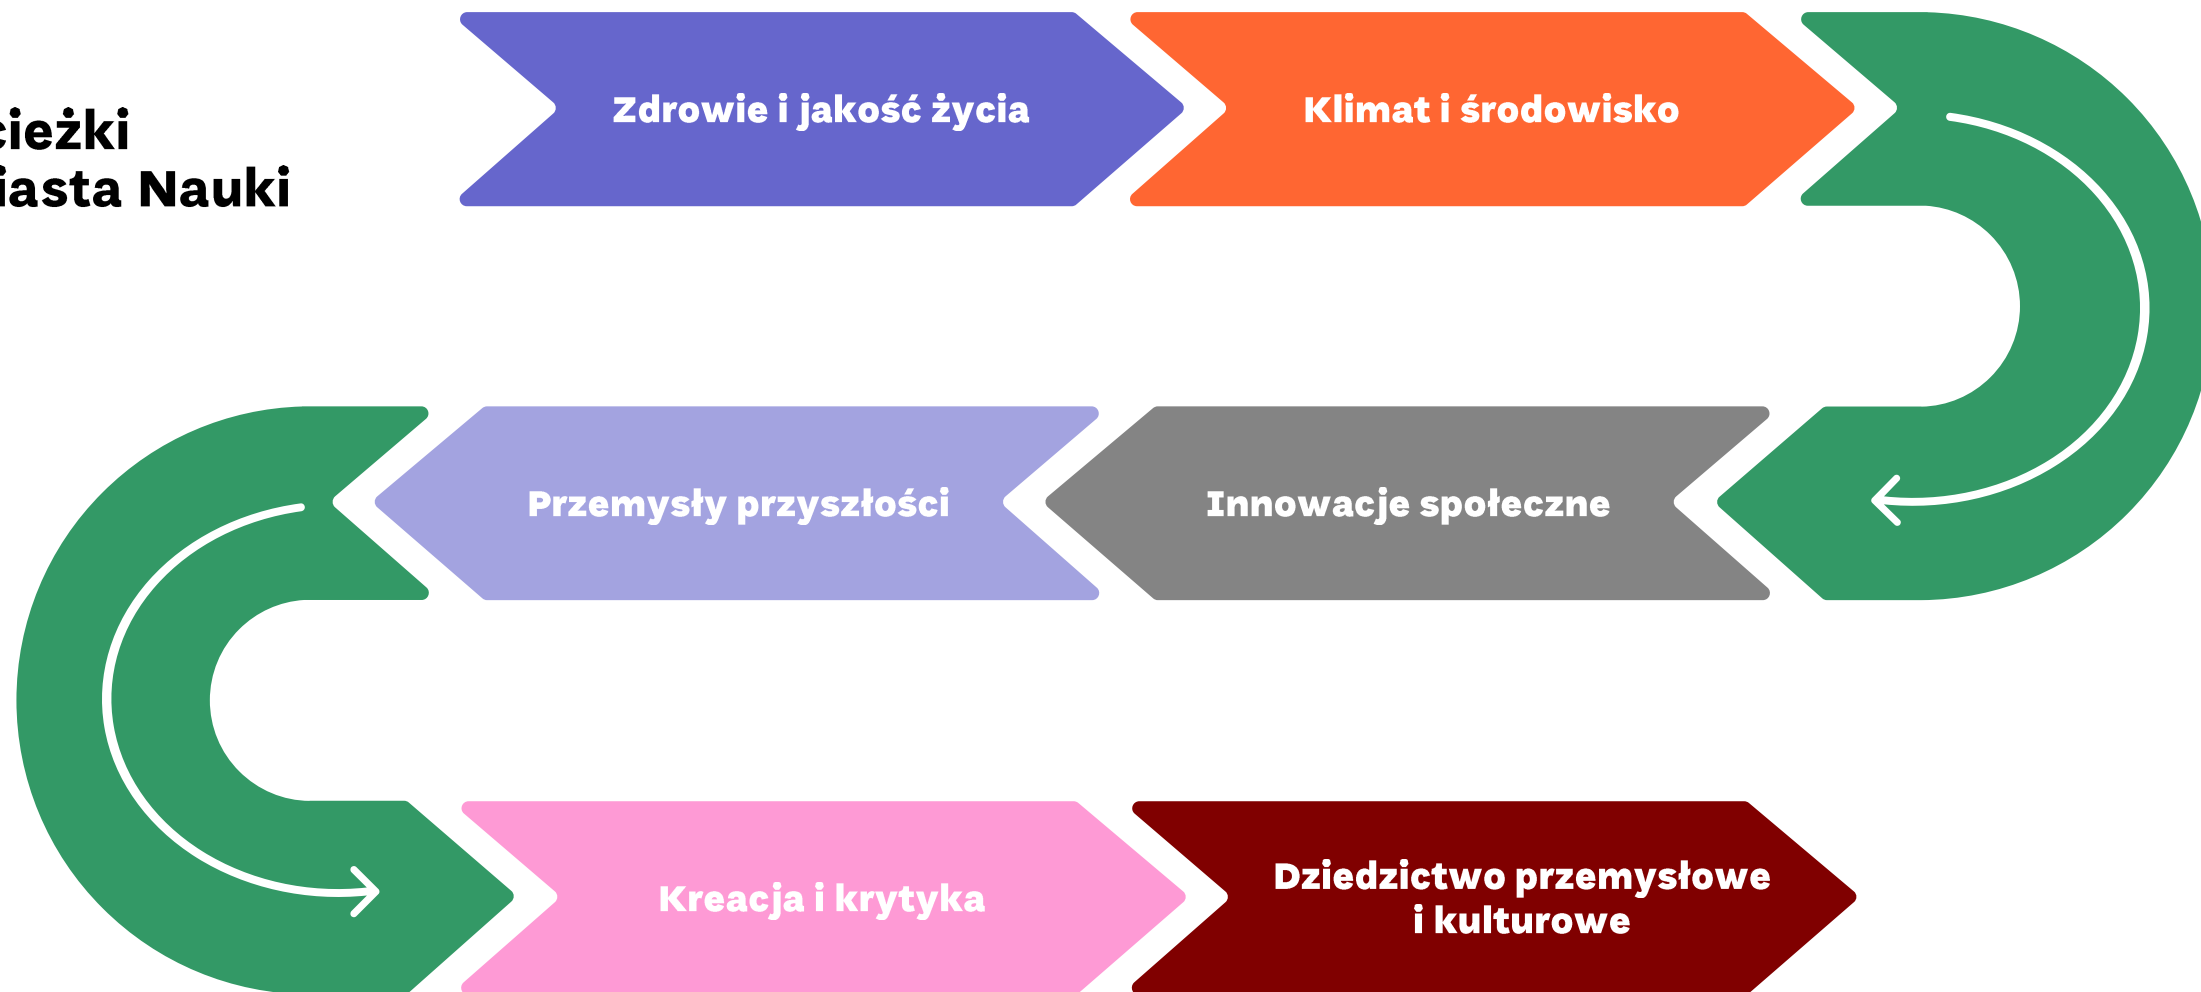 cieżki
iasta Nauki
Zdrowie i jakość życia
Klimat i środowisko
Przemysły przyszłości
Innowacje społeczne
Kreacja i krytyka
Dziedzictwo przemysłowe
i kulturowe